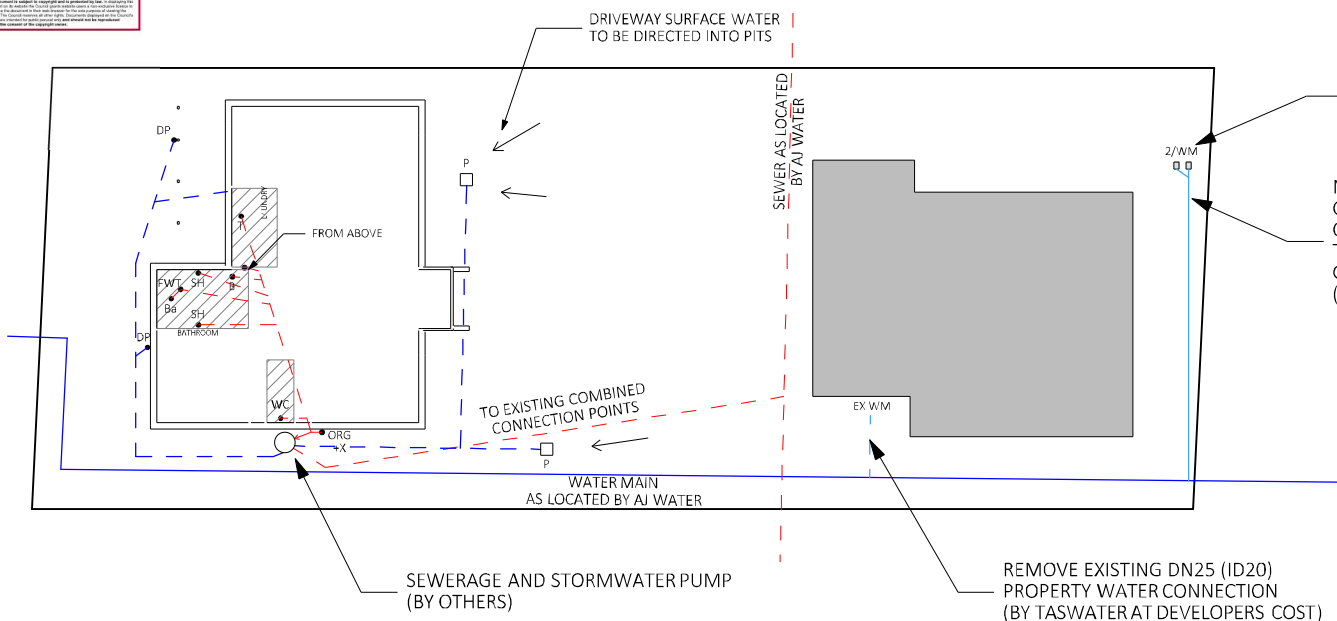 DRIVEWAY SURFACE WATER
TO BE DIRECTED INTO PITS
SEWER AS LOCATED
BY AJ WATER
DP
P
2/WM
LAUNDRY
T
FROM ABOVE
FWT
SH
B
Ba
SH
BATHROOM
DP
WC
ORG
+X
TO EXISTING COMBINED
CONNECTION POINTS
P
EX WM
WATER MAIN
AS LOCATED BY AJ WATER
SEWERAGE AND STORMWATER PUMP
(BY OTHERS)
REMOVE EXISTING DN25 (ID20)
PROPERTY WATER CONNECTION
(BY TASWATER AT DEVELOPERS COST)